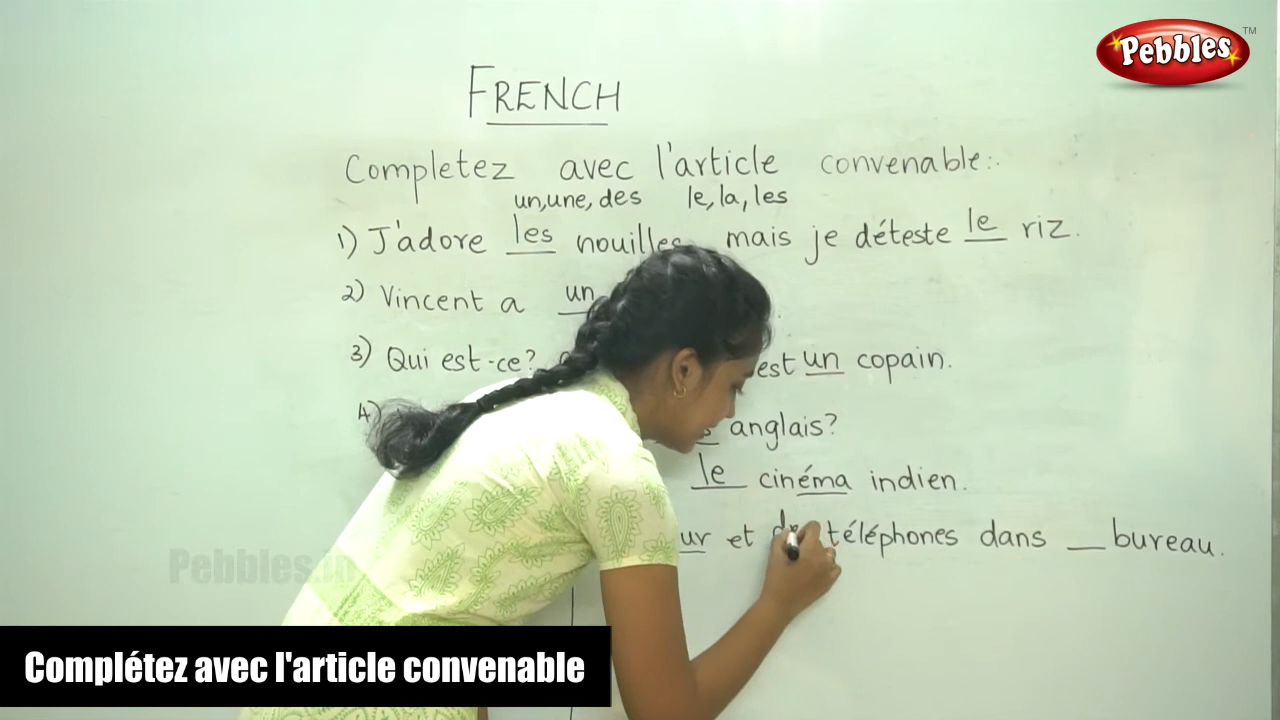 Pebbles TM
FRENCH
Completez avec l'article convenable:.
un, une, des le, la, les
1) J'adore les nouilles mais je déteste le riz.
2) Vincent a un
3) Qui est-ce? est un copain.
4) anglais?
le cinéma indien.
et téléphones dans __ bureau.
Pebbles.in
Complétez avec l'article convenable